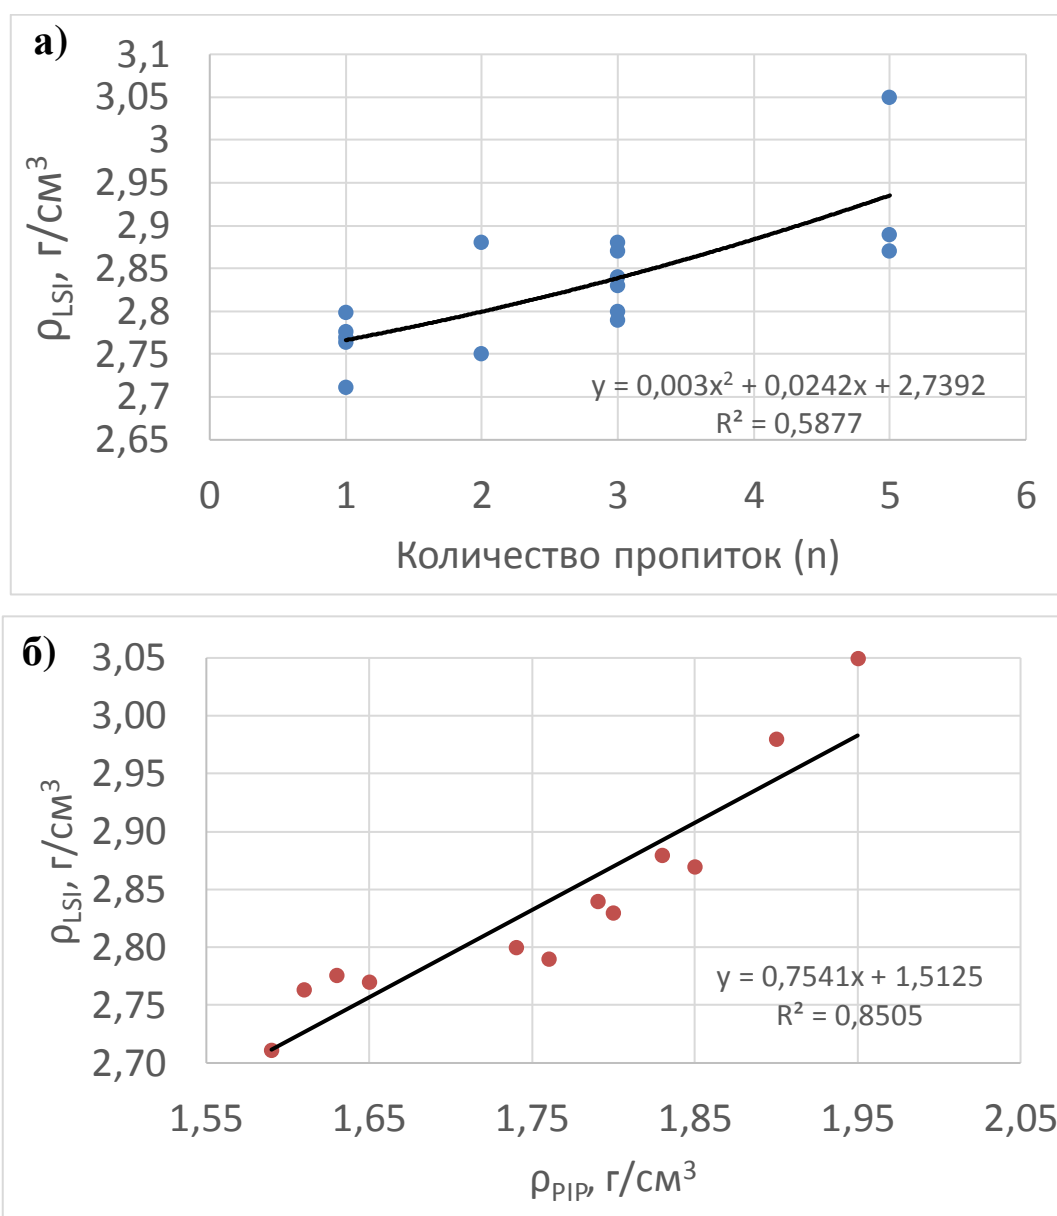 а)
ρLSI, г/см³
3,1
3,05
3
2,95
2,9
2,85
2,8
2,75
2,7
2,65
y = 0,003x² + 0,0242x + 2,7392
R² = 0,5877
0 1 2 3 4 5 6
Количество пропиток (n)
б)
ρLSI, г/см³
3,05
3,00
2,95
2,90
2,85
2,80
2,75
2,70
y = 0,7541x + 1,5125
R² = 0,8505
1,55 1,65 1,75 1,85 1,95 2,05
ρPIP, г/см³